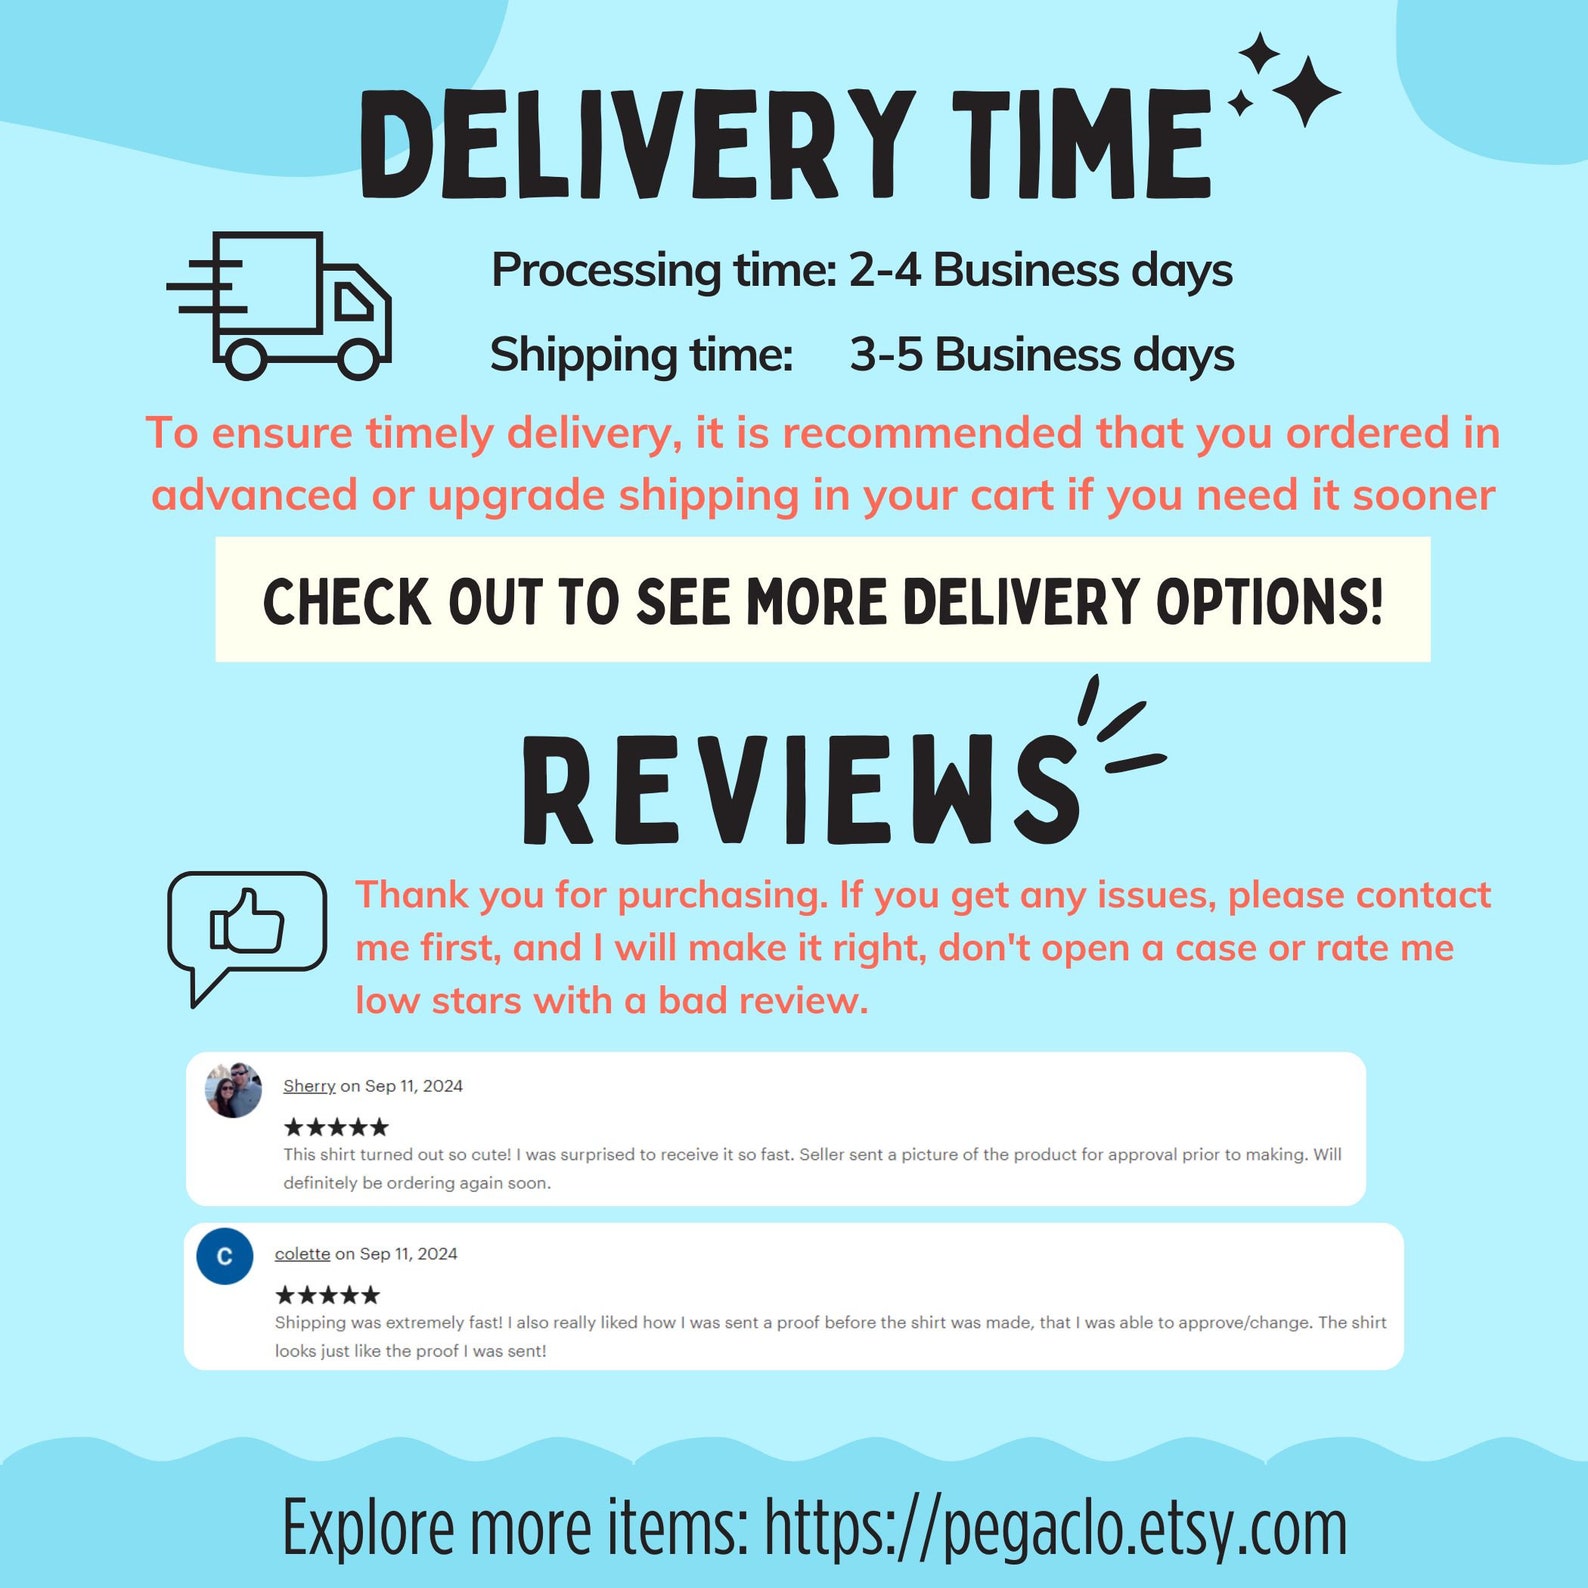 DELIVERY TIME
Processing time: 2-4 Business days
Shipping time: 3-5 Business days
To ensure timely delivery, it is recommended that you ordered in
advanced or upgrade shipping in your cart if you need it sooner
CHECK OUT TO SEE MORE DELIVERY OPTIONS!
REVIEWS
Thank you for purchasing. If you get any issues, please contact
me first, and I will make it right, don't open a case or rate me
low stars with a bad review.
Sherry on Sep 11, 2024
★★★★★
This shirt turned out so cute! I was surprised to receive it so fast. Seller sent a picture of the product for approval prior to making. Will
definitely be ordering again soon.
C
colette on Sep 11, 2024
★★★★★
Shipping was extremely fast! I also really liked how I was sent a proof before the shirt was made, that I was able to approve/change. The shirt
looks just like the proof I was sent!
Explore more items: https://pegaclo.etsy.com